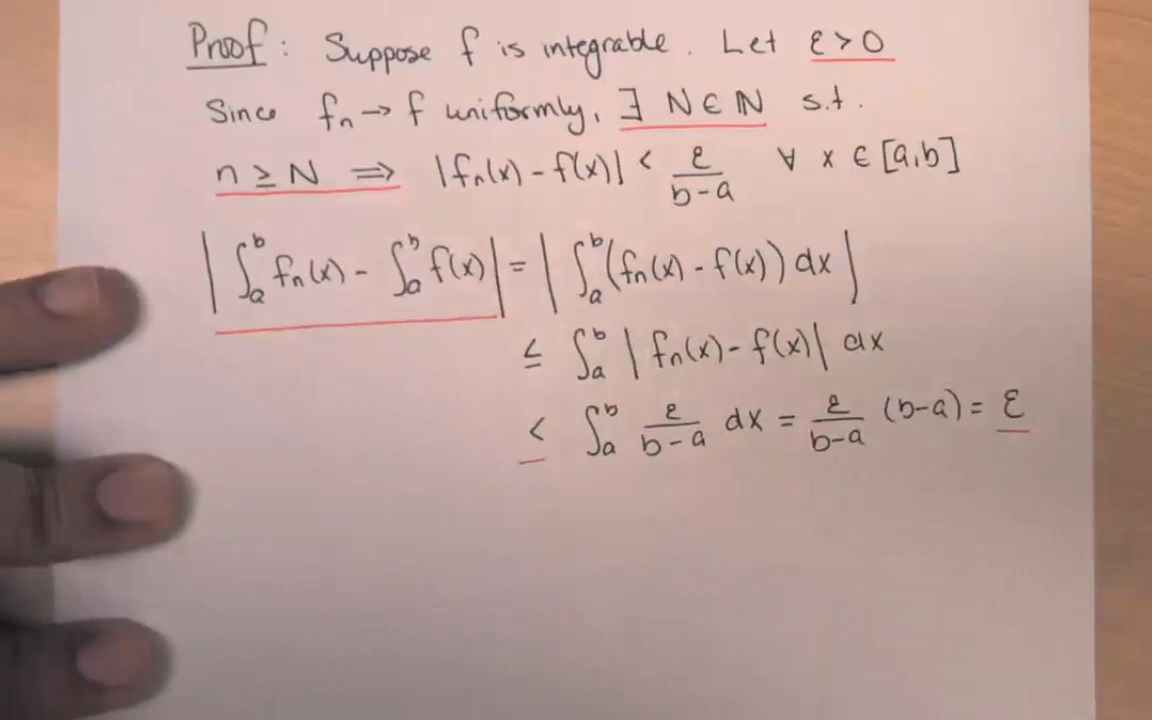 Proof: Suppose f is integrable. Let ε > 0
Since fₙ → f uniformly, ∃ N ∈ ℕ s.t.
n ≥ N ⟹ |fₙ(x) - f(x)| < ε/(b-a) ∀ x ∈ [a,b]
|∫ₐᵇ fₙ(x) - ∫ₐᵇ f(x)| = |∫ₐᵇ (fₙ(x) - f(x)) dx|
≤ ∫ₐᵇ |fₙ(x) - f(x)| dx
< ∫ₐᵇ ε/(b-a) dx = ε/(b-a) (b-a) = ε